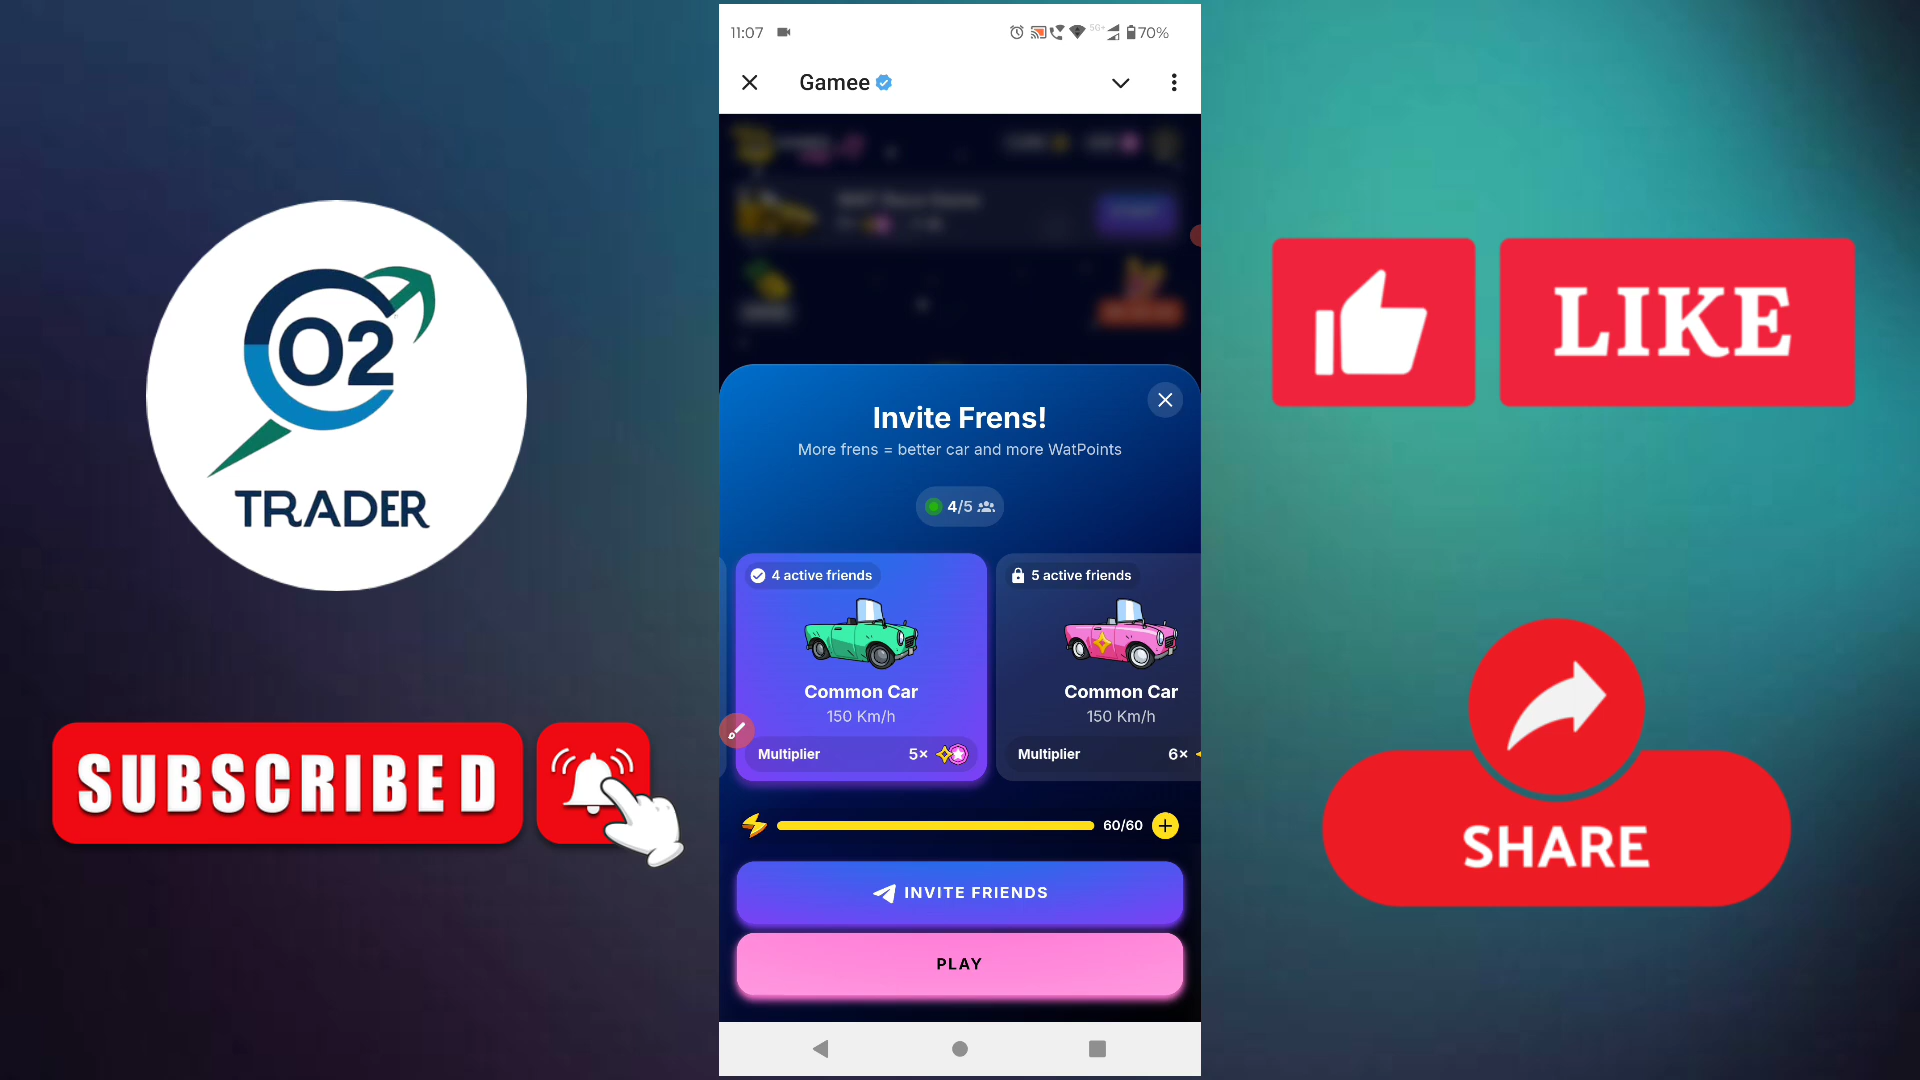 11:07
5G+
70%
Gamee
Invite Frens!
More frens = better car and more WatPoints
4/5
4 active friends
Common Car
150 Km/h
Multiplier 5×
5 active friends
Common Car
150 Km/h
Multiplier 6×
60/60
INVITE FRIENDS
PLAY
CO2
TRADER
SUBSCRIBED
LIKE
SHARE